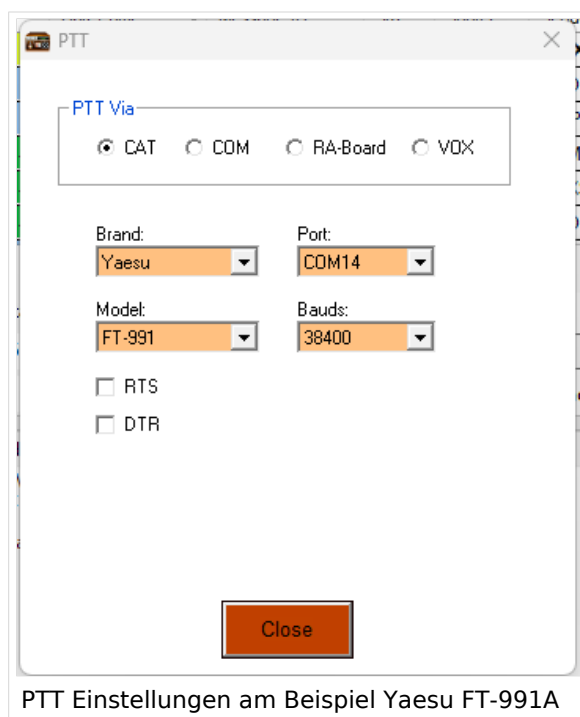 PTT
PTT Via
CAT COM RA-Board VOX
Brand: Port:
Yaesu COM14
Model: Bauds:
FT-991 38400
RTS
DTR
Close
PTT Einstellungen am Beispiel Yaesu FT-991A